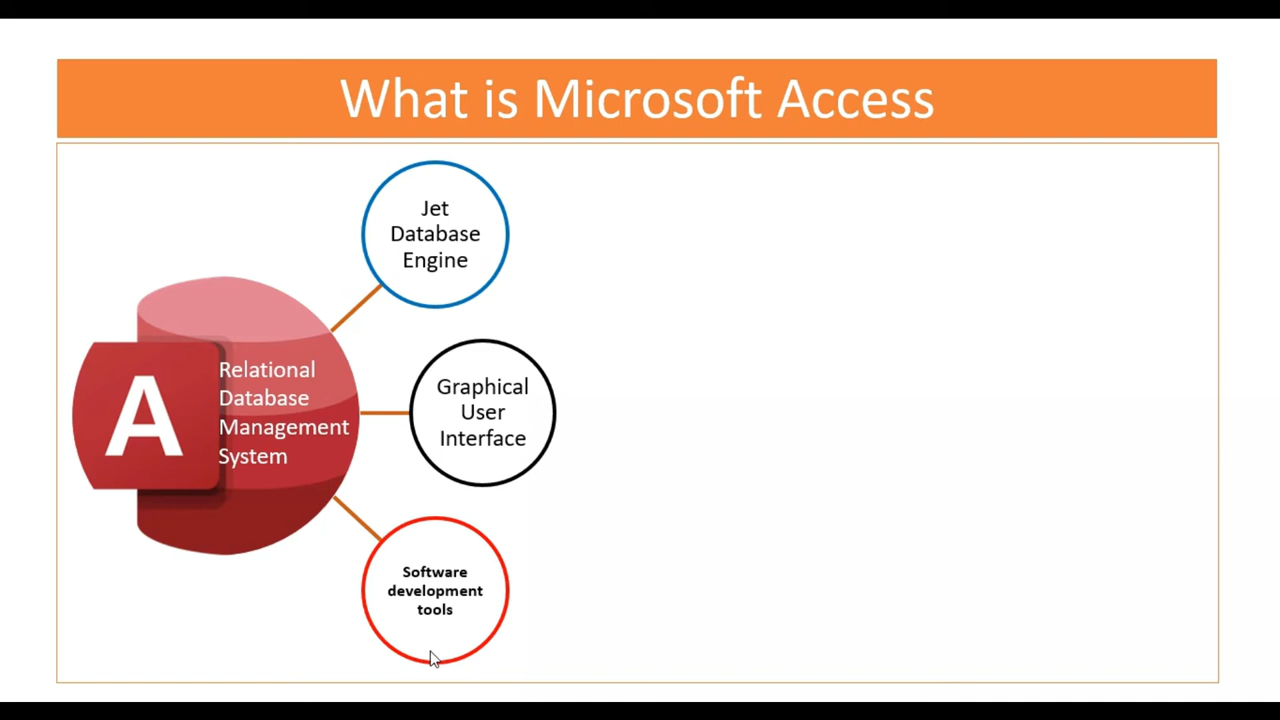 What is Microsoft Access
Jet
Database
Engine
A
Relational
Database
Management
System
Graphical
User
Interface
Software
development
tools